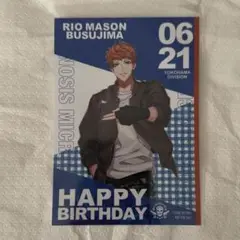 RIO MASON
BUSUJIMA
06
21
YOKOHAMA
DIVISION
HAPPY
BIRTHDAY